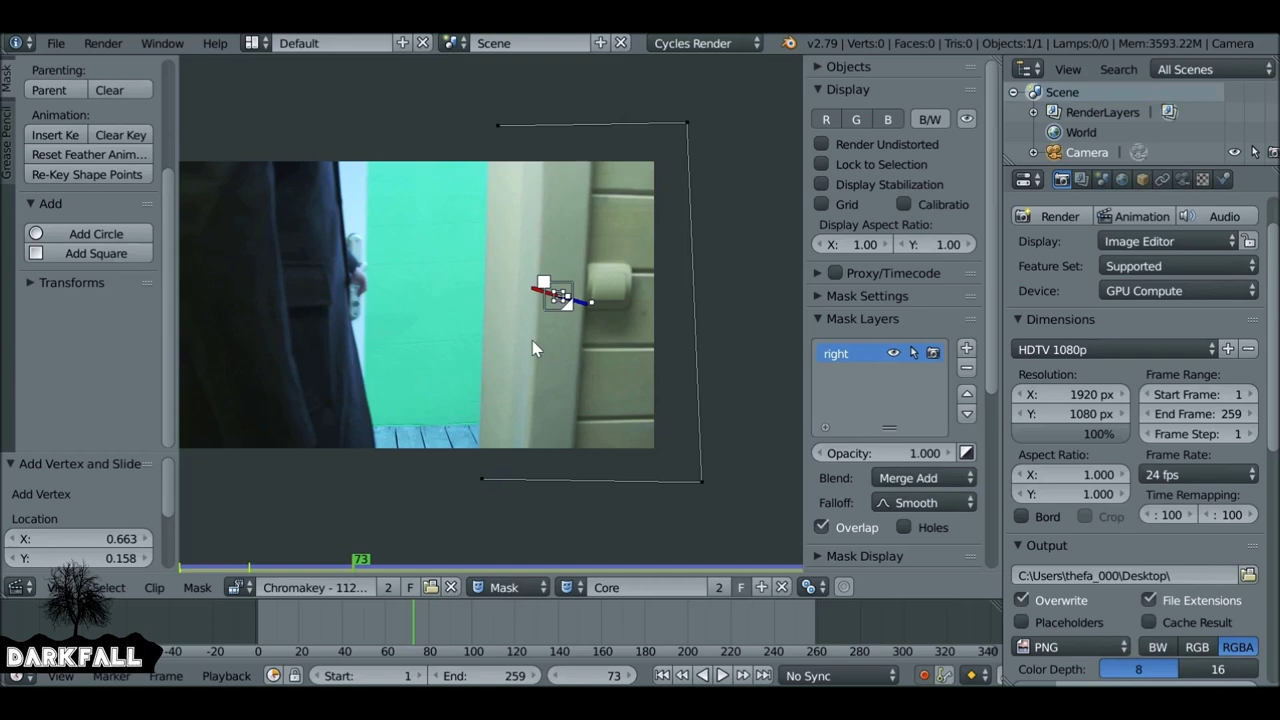 File Render Window Help Default Scene Cycles Render v2.79 | Verts:0 | Faces:0 | Tris:0 | Objects:1/1 | Lamps:0/0 | Mem:3593.22M | Camera
Mask
Grease Pencil
Parenting:
Parent Clear
Animation:
Insert Ke Clear Key
Reset Feather Anim...
Re-Key Shape Points
Add
Add Circle
Add Square
Transforms
Add Vertex and Slide
Add Vertex
Location
X: 0.663
Y: 0.158
Objects
Display
R G B B/W
Render Undistorted
Lock to Selection
Display Stabilization
Grid Calibratio
Display Aspect Ratio:
X: 1.00 Y: 1.00
Proxy/Timecode
Mask Settings
Mask Layers
right
Opacity: 1.000
Blend: Merge Add
Falloff: Smooth
Overlap Holes
Mask Display
View Search All Scenes
Scene
RenderLayers
World
Camera
Render Animation Audio
Display: Image Editor
Feature Set: Supported
Device: GPU Compute
Dimensions
HDTV 1080p
Resolution: Frame Range:
X: 1920 px Start Frame: 1
Y: 1080 px End Frame: 259
100% Frame Step: 1
Aspect Ratio: Frame Rate:
X: 1.000 24 fps
Y: 1.000 Time Remapping:
Bord Crop : 100 : 100
Output
C:\Users\thefa_000\Desktop\
Overwrite File Extensions
Placeholders Cache Result
PNG BW RGB RGBA
Color Depth: 8 16
73
Clip Mask Chromakey - 112... 2 F Mask Core 2 F
-40 -20 0 20 40 60 80 100 120 140 160 180 200 220 240 260 280 300 320 340
Marker Frame Playback Start: 1 End: 259 73 No Sync
DARKFALL